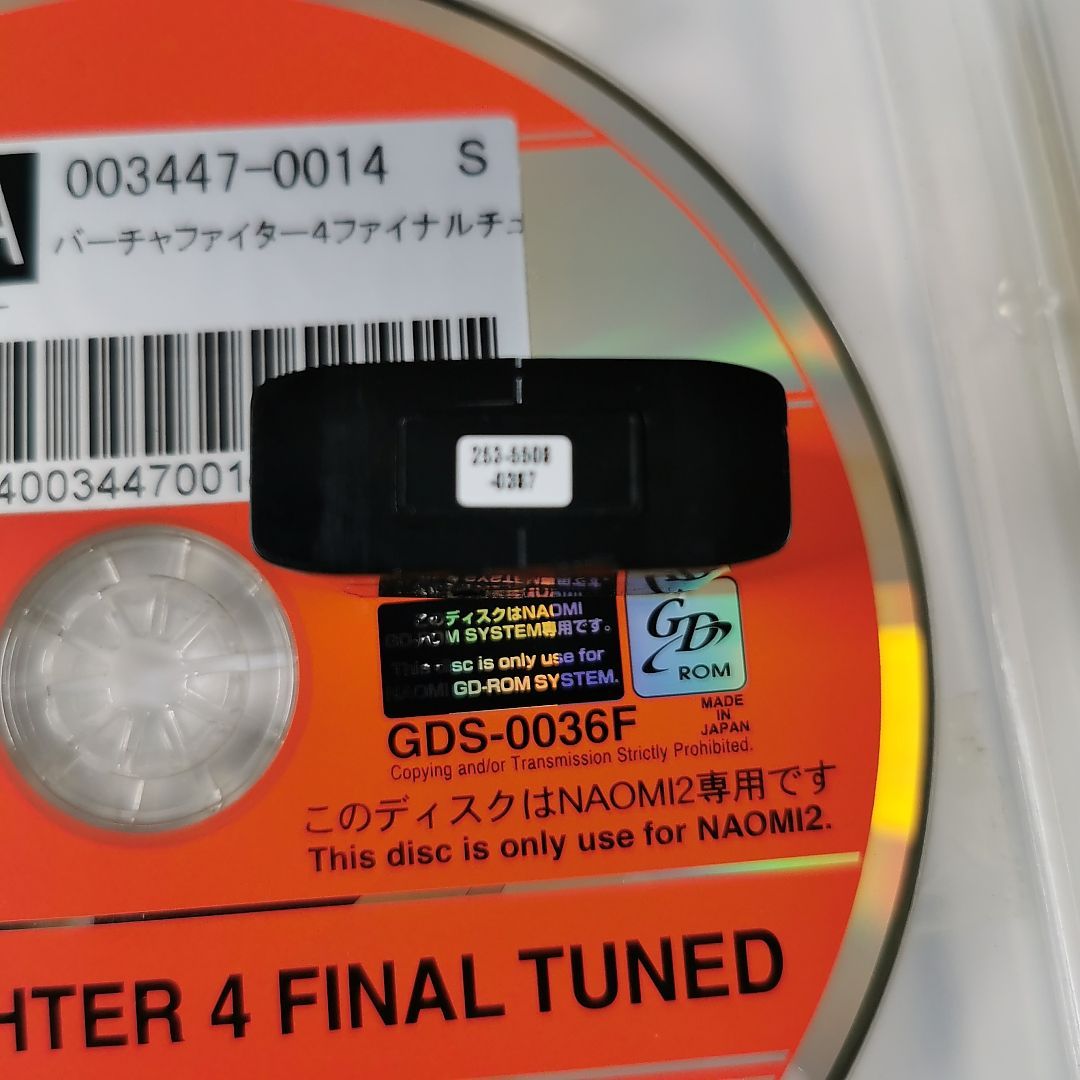 A
003447-0014 S
バーチャファイター4ファイナルチュ
4003447001
253-5508
このディスクはNAOMI
GD-ROM SYSTEM専用です。
This disc is only use for
NAOMI GD-ROM SYSTEM.
GD
ROM
GDS-0036F
MADE
IN
JAPAN
Copying and/or Transmission Strictly Prohibited.
このディスクはNAOMI2専用です
This disc is only use for NAOMI2.
HTER 4 FINAL TUNED